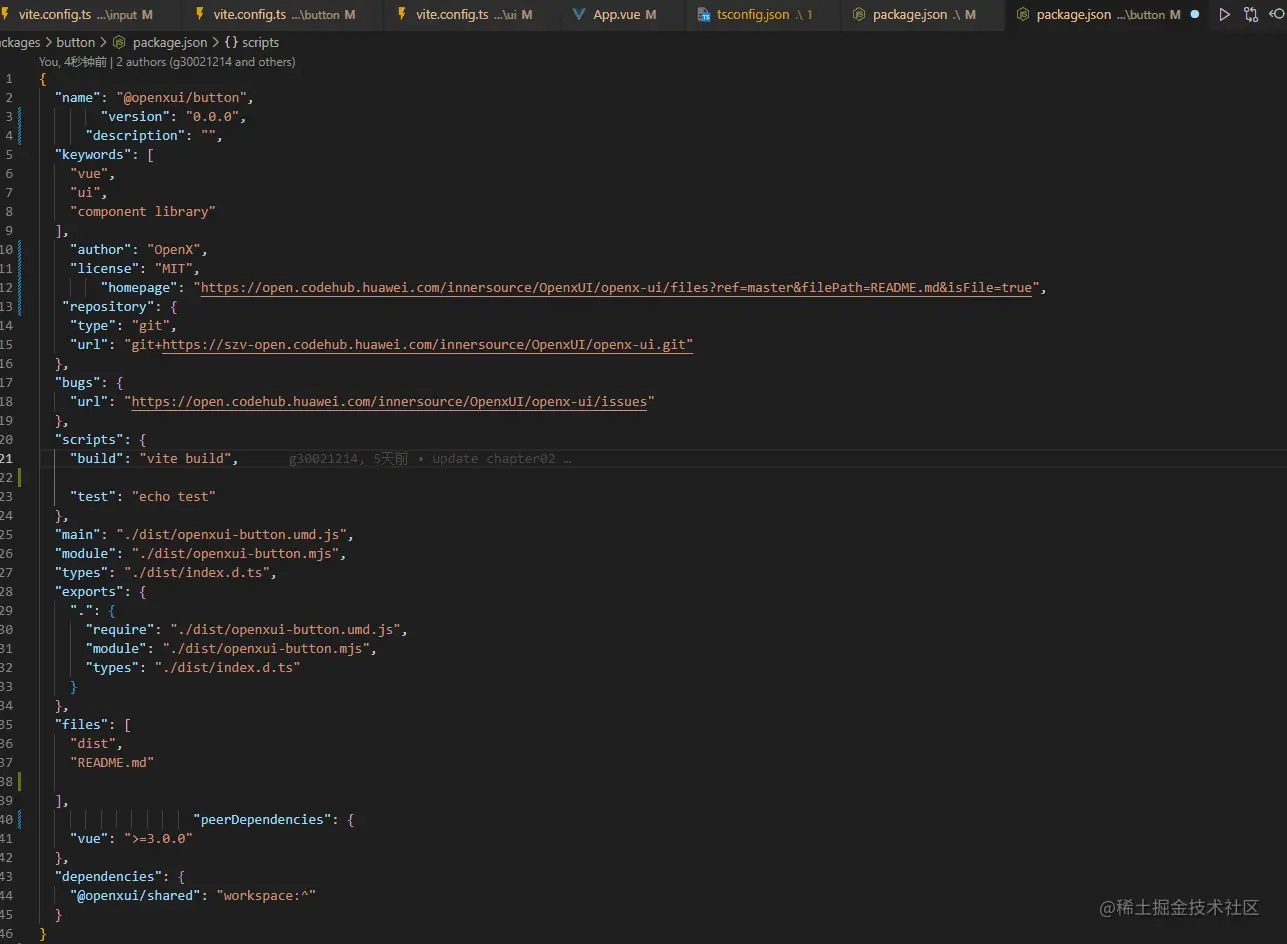 vite.config.ts ...\input M vite.config.ts ...\button M vite.config.ts ...\ui M App.vue M tsconfig.json .\ 1 package.json .\ M package.json ...\button M
ckages > button > package.json > {} scripts
You, 4秒钟前 | 2 authors (g30021214 and others)
1 {
2 "name": "@openxui/button",
3 "version": "0.0.0",
4 "description": "",
5 "keywords": [
6 "vue",
7 "ui",
8 "component library"
9 ],
10 "author": "OpenX",
11 "license": "MIT",
12 "homepage": "https://open.codehub.huawei.com/innersource/OpenxUI/openx-ui/files?ref=master&filePath=README.md&isFile=true",
13 "repository": {
14 "type": "git",
15 "url": "git+https://szv-open.codehub.huawei.com/innersource/OpenxUI/openx-ui.git"
16 },
17 "bugs": {
18 "url": "https://open.codehub.huawei.com/innersource/OpenxUI/openx-ui/issues"
19 },
20 "scripts": {
21 "build": "vite build", g30021214, 5天前 • update chapter02 …
22
23 "test": "echo test"
24 },
25 "main": "./dist/openxui-button.umd.js",
26 "module": "./dist/openxui-button.mjs",
27 "types": "./dist/index.d.ts",
28 "exports": {
29 ".": {
30 "require": "./dist/openxui-button.umd.js",
31 "module": "./dist/openxui-button.mjs",
32 "types": "./dist/index.d.ts"
33 }
34 },
35 "files": [
36 "dist",
37 "README.md"
38
39 ],
40 "peerDependencies": {
41 "vue": ">=3.0.0"
42 },
43 "dependencies": {
44 "@openxui/shared": "workspace:^"
45 }
46 }
@稀土掘金技术社区